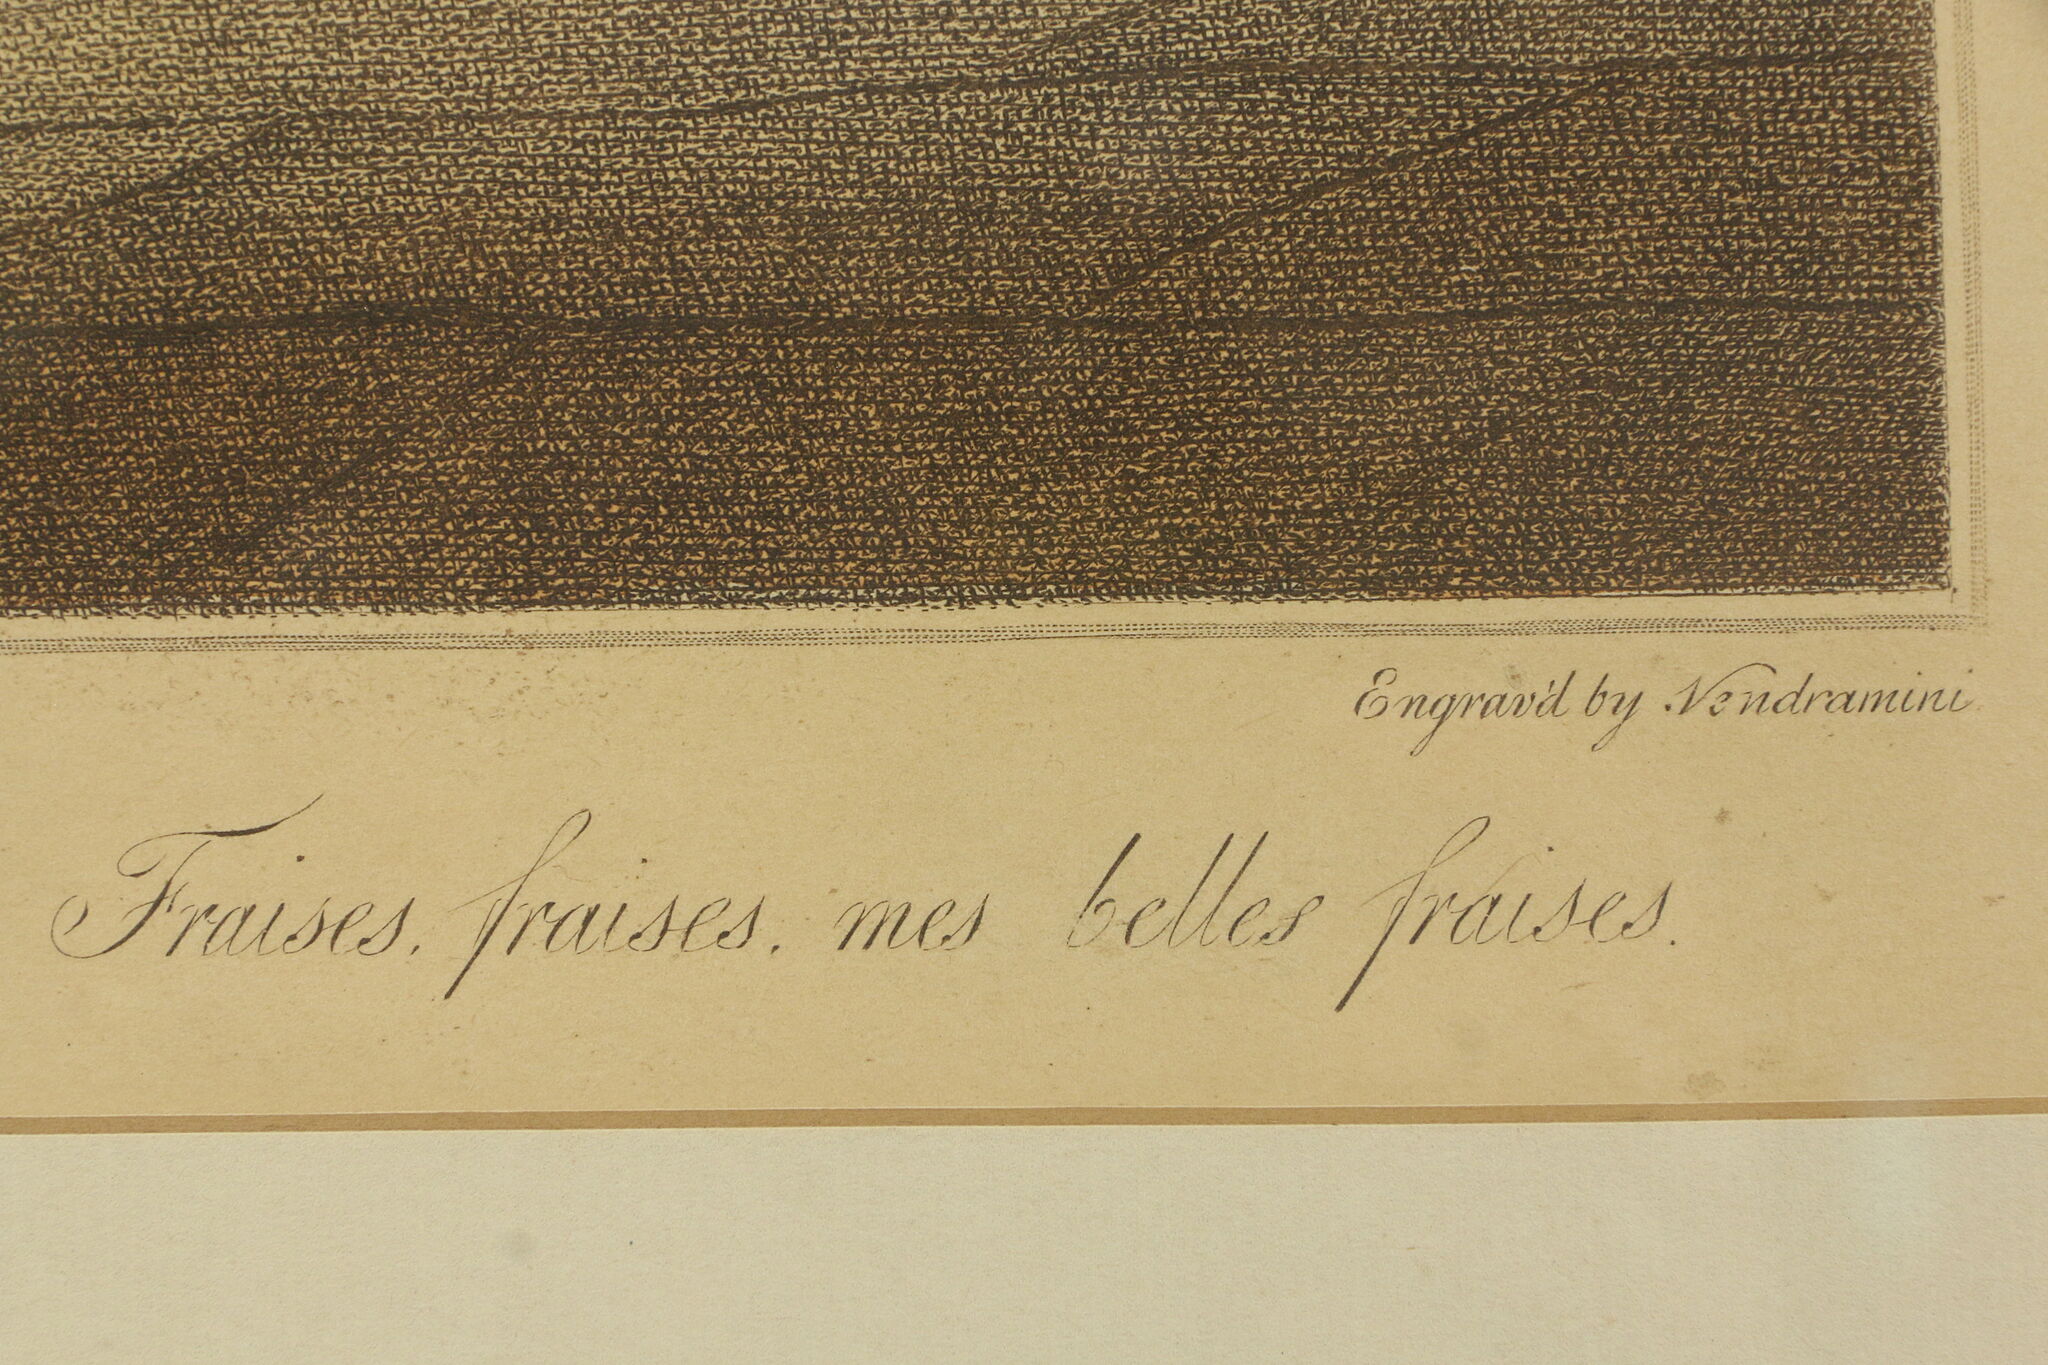 Engrav'd by Vendramini
Fraises, fraises, mes belles fraises.